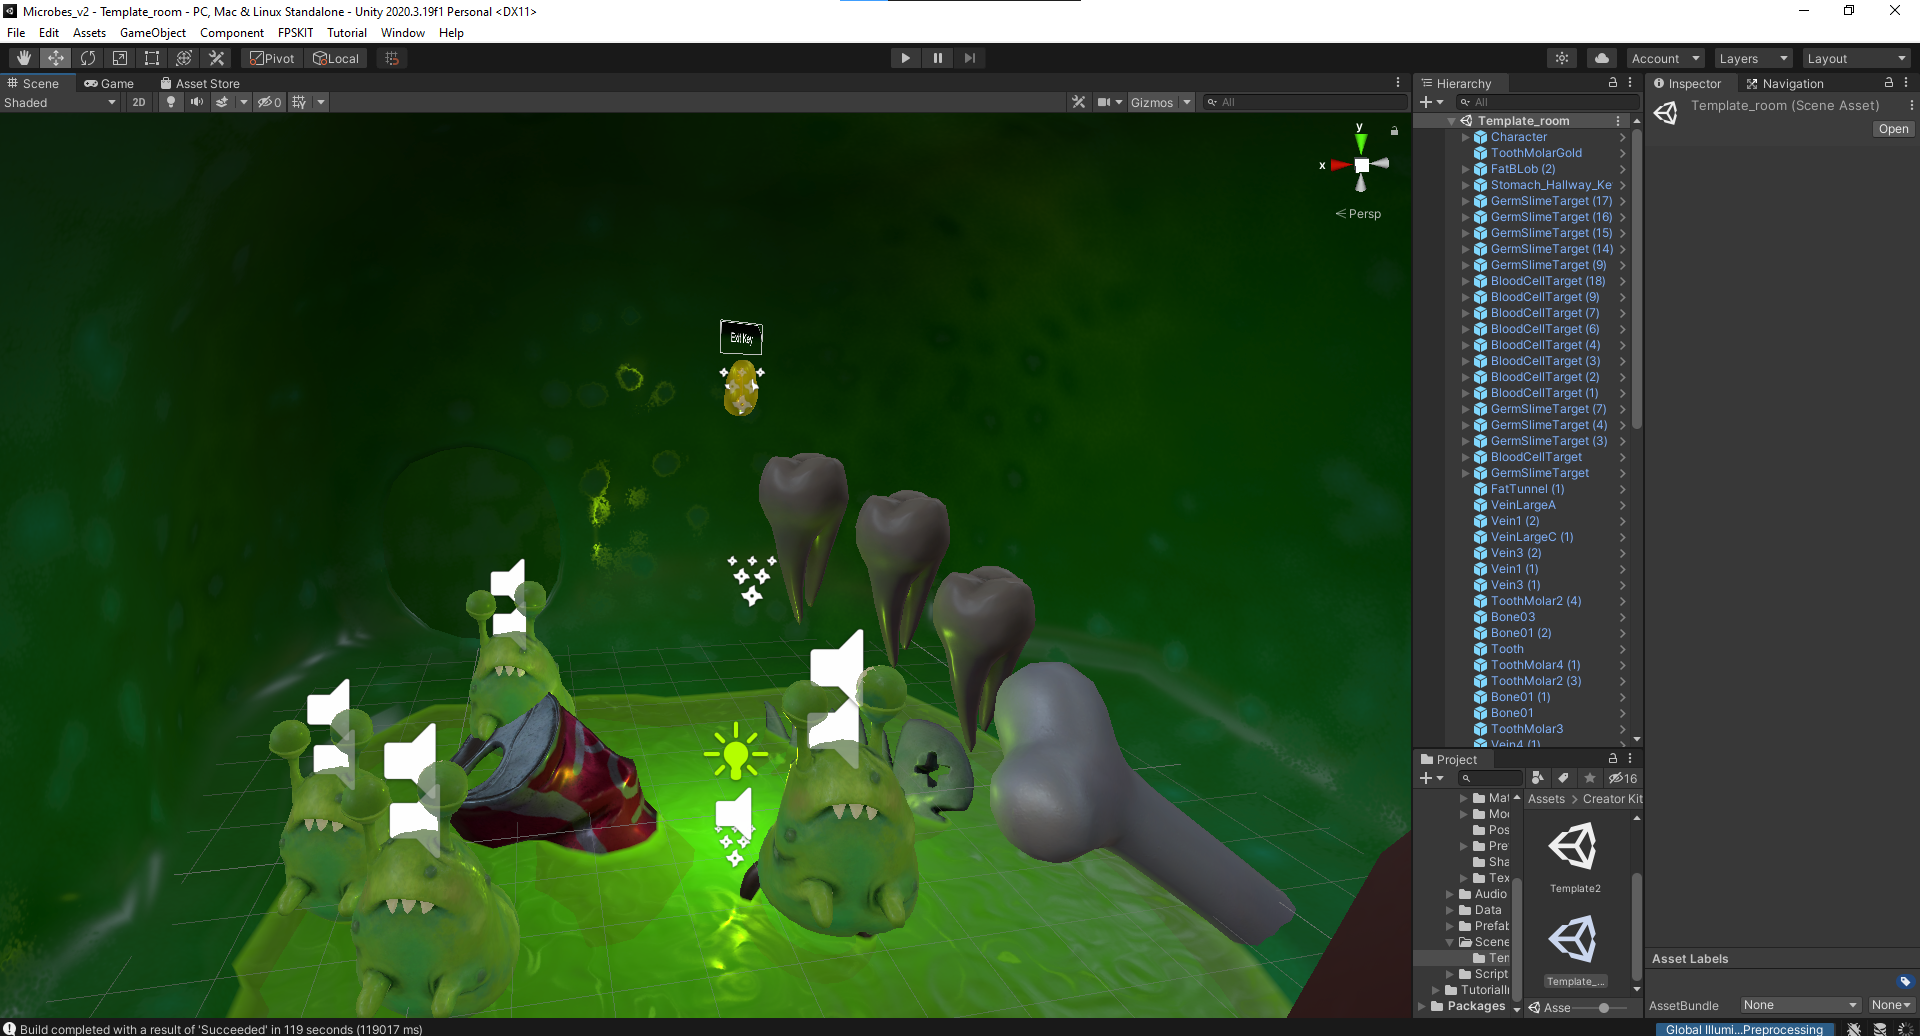 Microbes_v2 - Template_room - PC, Mac & Linux Standalone - Unity 2020.3.19f1 Personal <DX11>
File Edit Assets GameObject Component FPSKIT Tutorial Window Help
Pivot Local Account Layers Layout
Scene Game Asset Store
Shaded 2D 0 Gizmos All
y
x
Persp
Exit Key
Hierarchy
All
Template_room
Character
ToothMolarGold
FatBLob (2)
Stomach_Hallway_Ke
GermSlimeTarget (17)
GermSlimeTarget (16)
GermSlimeTarget (15)
GermSlimeTarget (14)
GermSlimeTarget (9)
BloodCellTarget (18)
BloodCellTarget (9)
BloodCellTarget (7)
BloodCellTarget (6)
BloodCellTarget (4)
BloodCellTarget (3)
BloodCellTarget (2)
BloodCellTarget (1)
GermSlimeTarget (7)
GermSlimeTarget (4)
GermSlimeTarget (3)
BloodCellTarget
GermSlimeTarget
FatTunnel (1)
VeinLargeA
Vein1 (2)
VeinLargeC (1)
Vein3 (2)
Vein1 (1)
Vein3 (1)
ToothMolar2 (4)
Bone03
Bone01 (2)
Tooth
ToothMolar4 (1)
ToothMolar2 (3)
Bone01 (1)
Bone01
ToothMolar3
Vein4 (1)
Project
16
Mat
Mo
Pos
Pre
Sha
Tex
Audio
Data
Prefab
Scene
Ten
Script
TutorialI
Packages
Assets > Creator Kit
Template2
Template_...
Asse
Inspector Navigation
Template_room (Scene Asset)
Open
Asset Labels
AssetBundle None None
Build completed with a result of 'Succeeded' in 119 seconds (119017 ms)
Global Illumi...Preprocessing